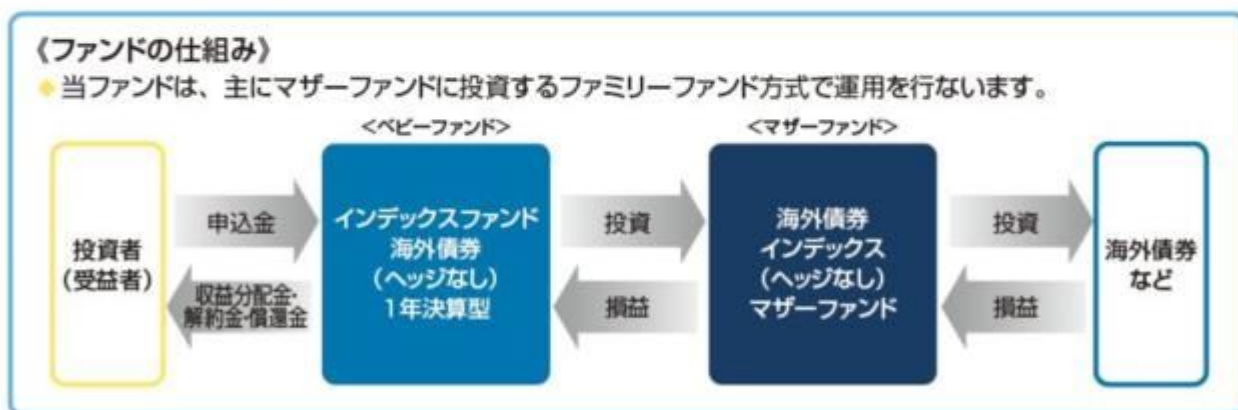 《ファンドの仕組み》
◆当ファンドは、主にマザーファンドに投資するファミリーファンド方式で運用を行ないます。
<ベビーファンド>
<マザーファンド>
投資者
(受益者)
申込金
収益分配金・
解約金・償還金
インデックスファンド
海外債券
(ヘッジなし)
1年決算型
投資
損益
海外債券
インデックス
(ヘッジなし)
マザーファンド
投資
損益
海外債券
など